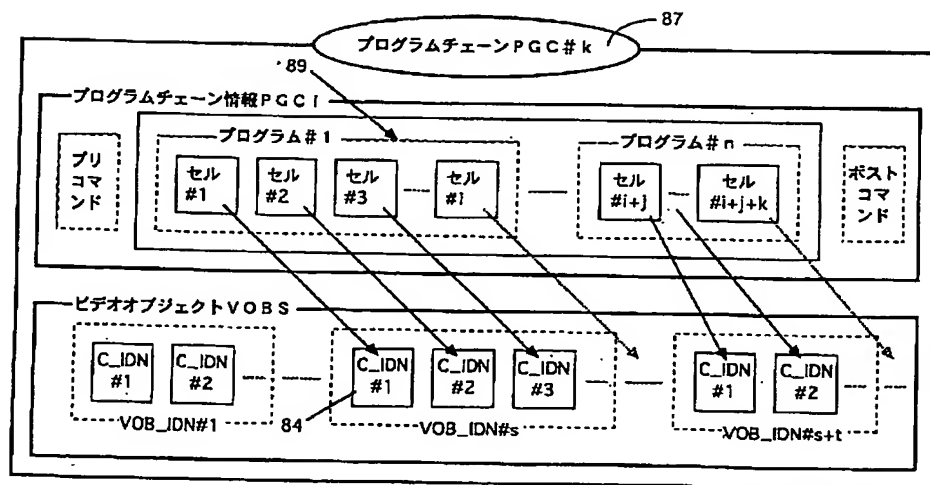 87
プログラムチェーンPGC#k
89
プログラムチェーン情報PGCi
プログラム#1
プログラム#n
プリ
コマ
ンド
セル
#1
セル
#2
セル
#3
セル
#i
セル
#i+j
セル
#i+j+k
ポスト
コマ
ンド
ビデオオブジェクトVOBS
C_IDN
#1
C_IDN
#2
C_IDN
#1
C_IDN
#2
C_IDN
#3
C_IDN
#1
C_IDN
#2
VOB_IDN#1
84
VOB_IDN#s
VOB_IDN#s+t